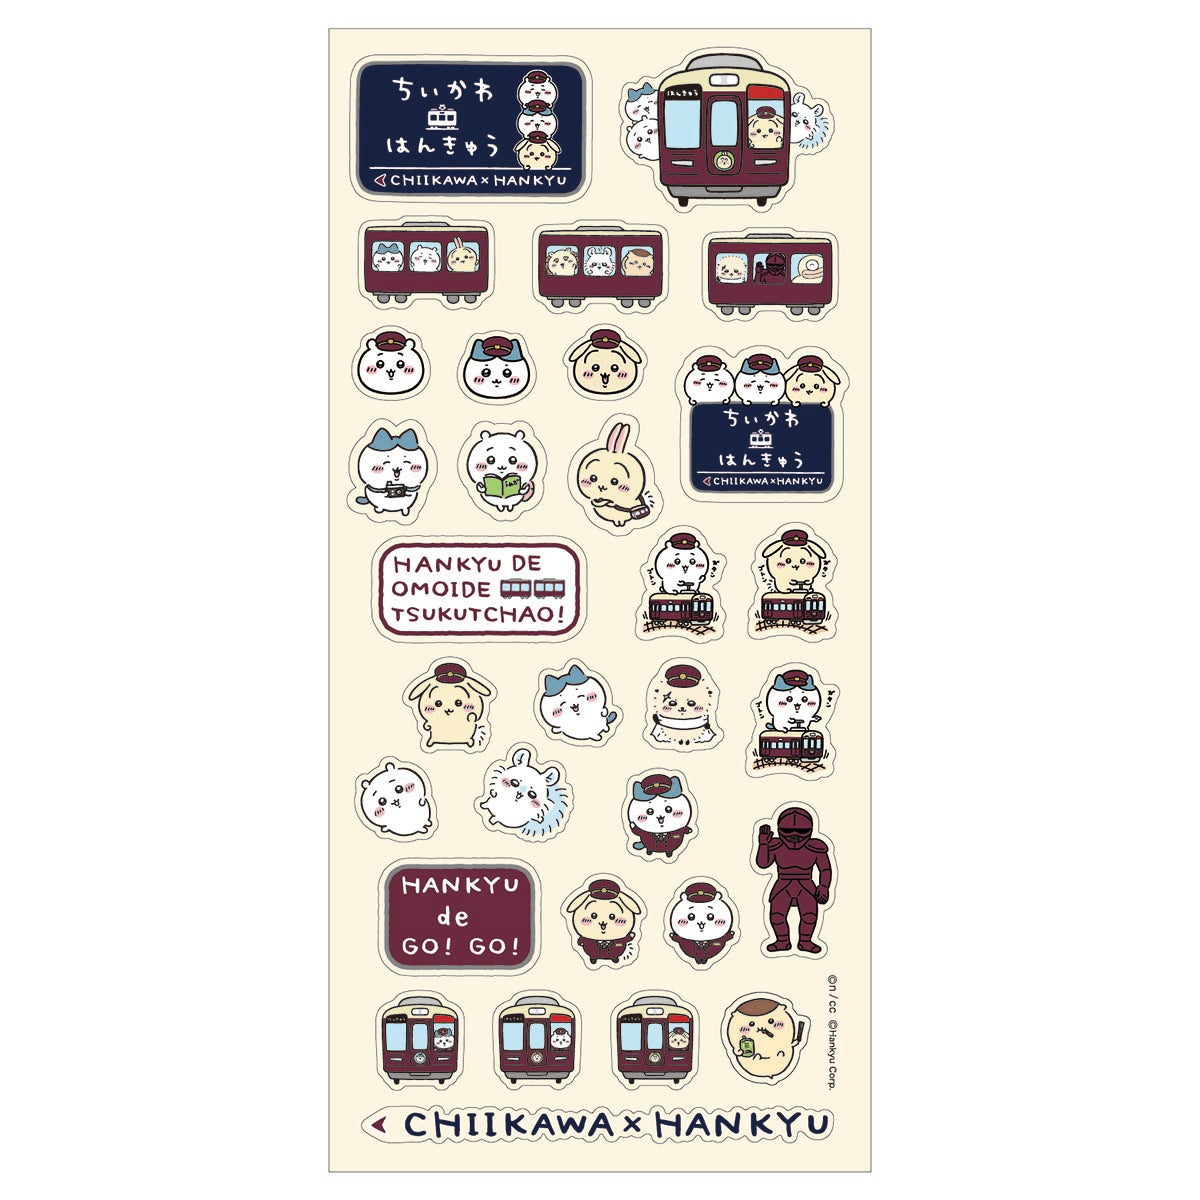 ちいかわ
はんきゅう
CHIIKAWA×HANKYU
はんきゅう
ちいかわ
はんきゅう
CHIIKAWA×HANKYU
HANKYU DE
OMOIDE
TSUKUTCHAO!
HANKYU
de
GO! GO!
©n/cc ©Hankyu Corp.
CHIIKAWA×HANKYU